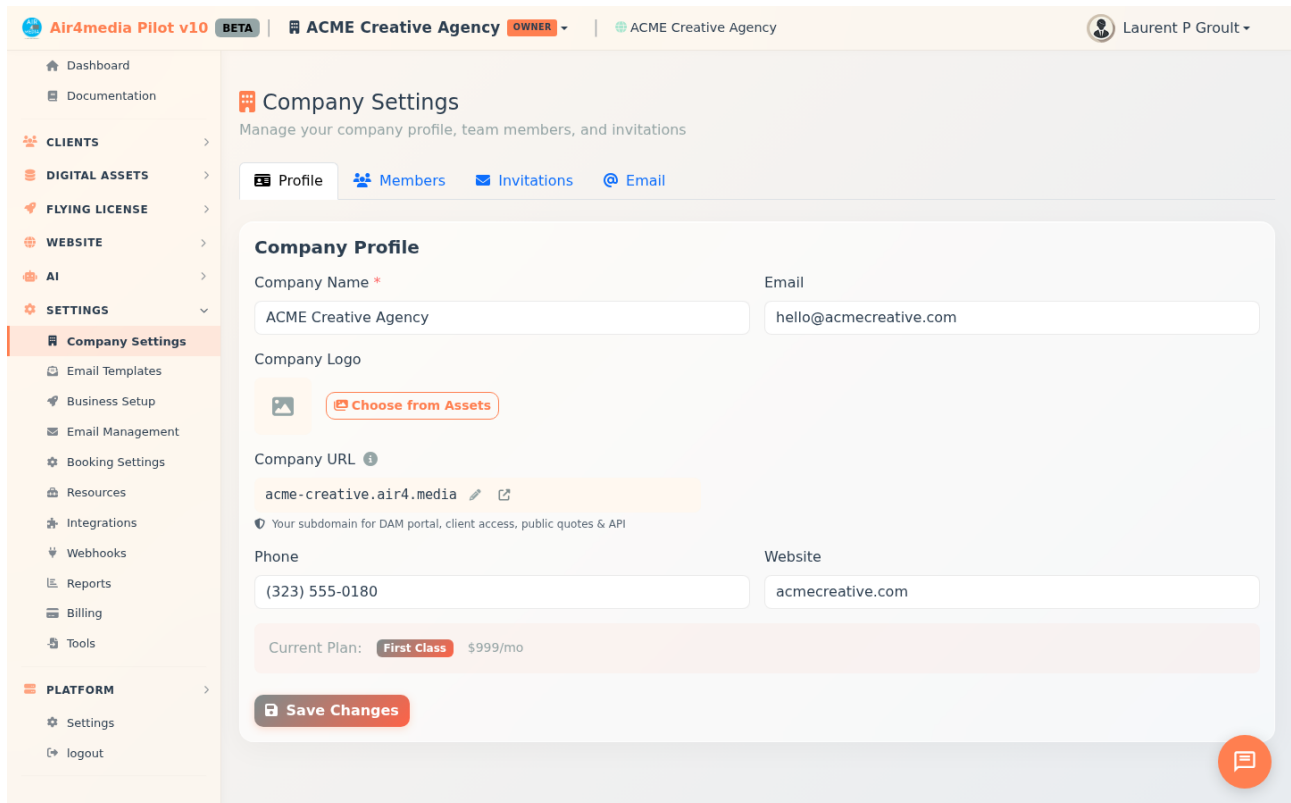 Air4media Pilot v10 BETA | ACME Creative Agency OWNER | ACME Creative Agency Laurent P Groult
Dashboard
Documentation
CLIENTS
DIGITAL ASSETS
FLYING LICENSE
WEBSITE
AI
SETTINGS
Company Settings
Email Templates
Business Setup
Email Management
Booking Settings
Resources
Integrations
Webhooks
Reports
Billing
Tools
PLATFORM
Settings
logout
Company Settings
Manage your company profile, team members, and invitations
Profile Members Invitations Email
Company Profile
Company Name * Email
ACME Creative Agency hello@acmecreative.com
Company Logo
Choose from Assets
Company URL
acme-creative.air4.media
Your subdomain for DAM portal, client access, public quotes & API
Phone Website
(323) 555-0180 acmecreative.com
Current Plan: First Class $999/mo
Save Changes